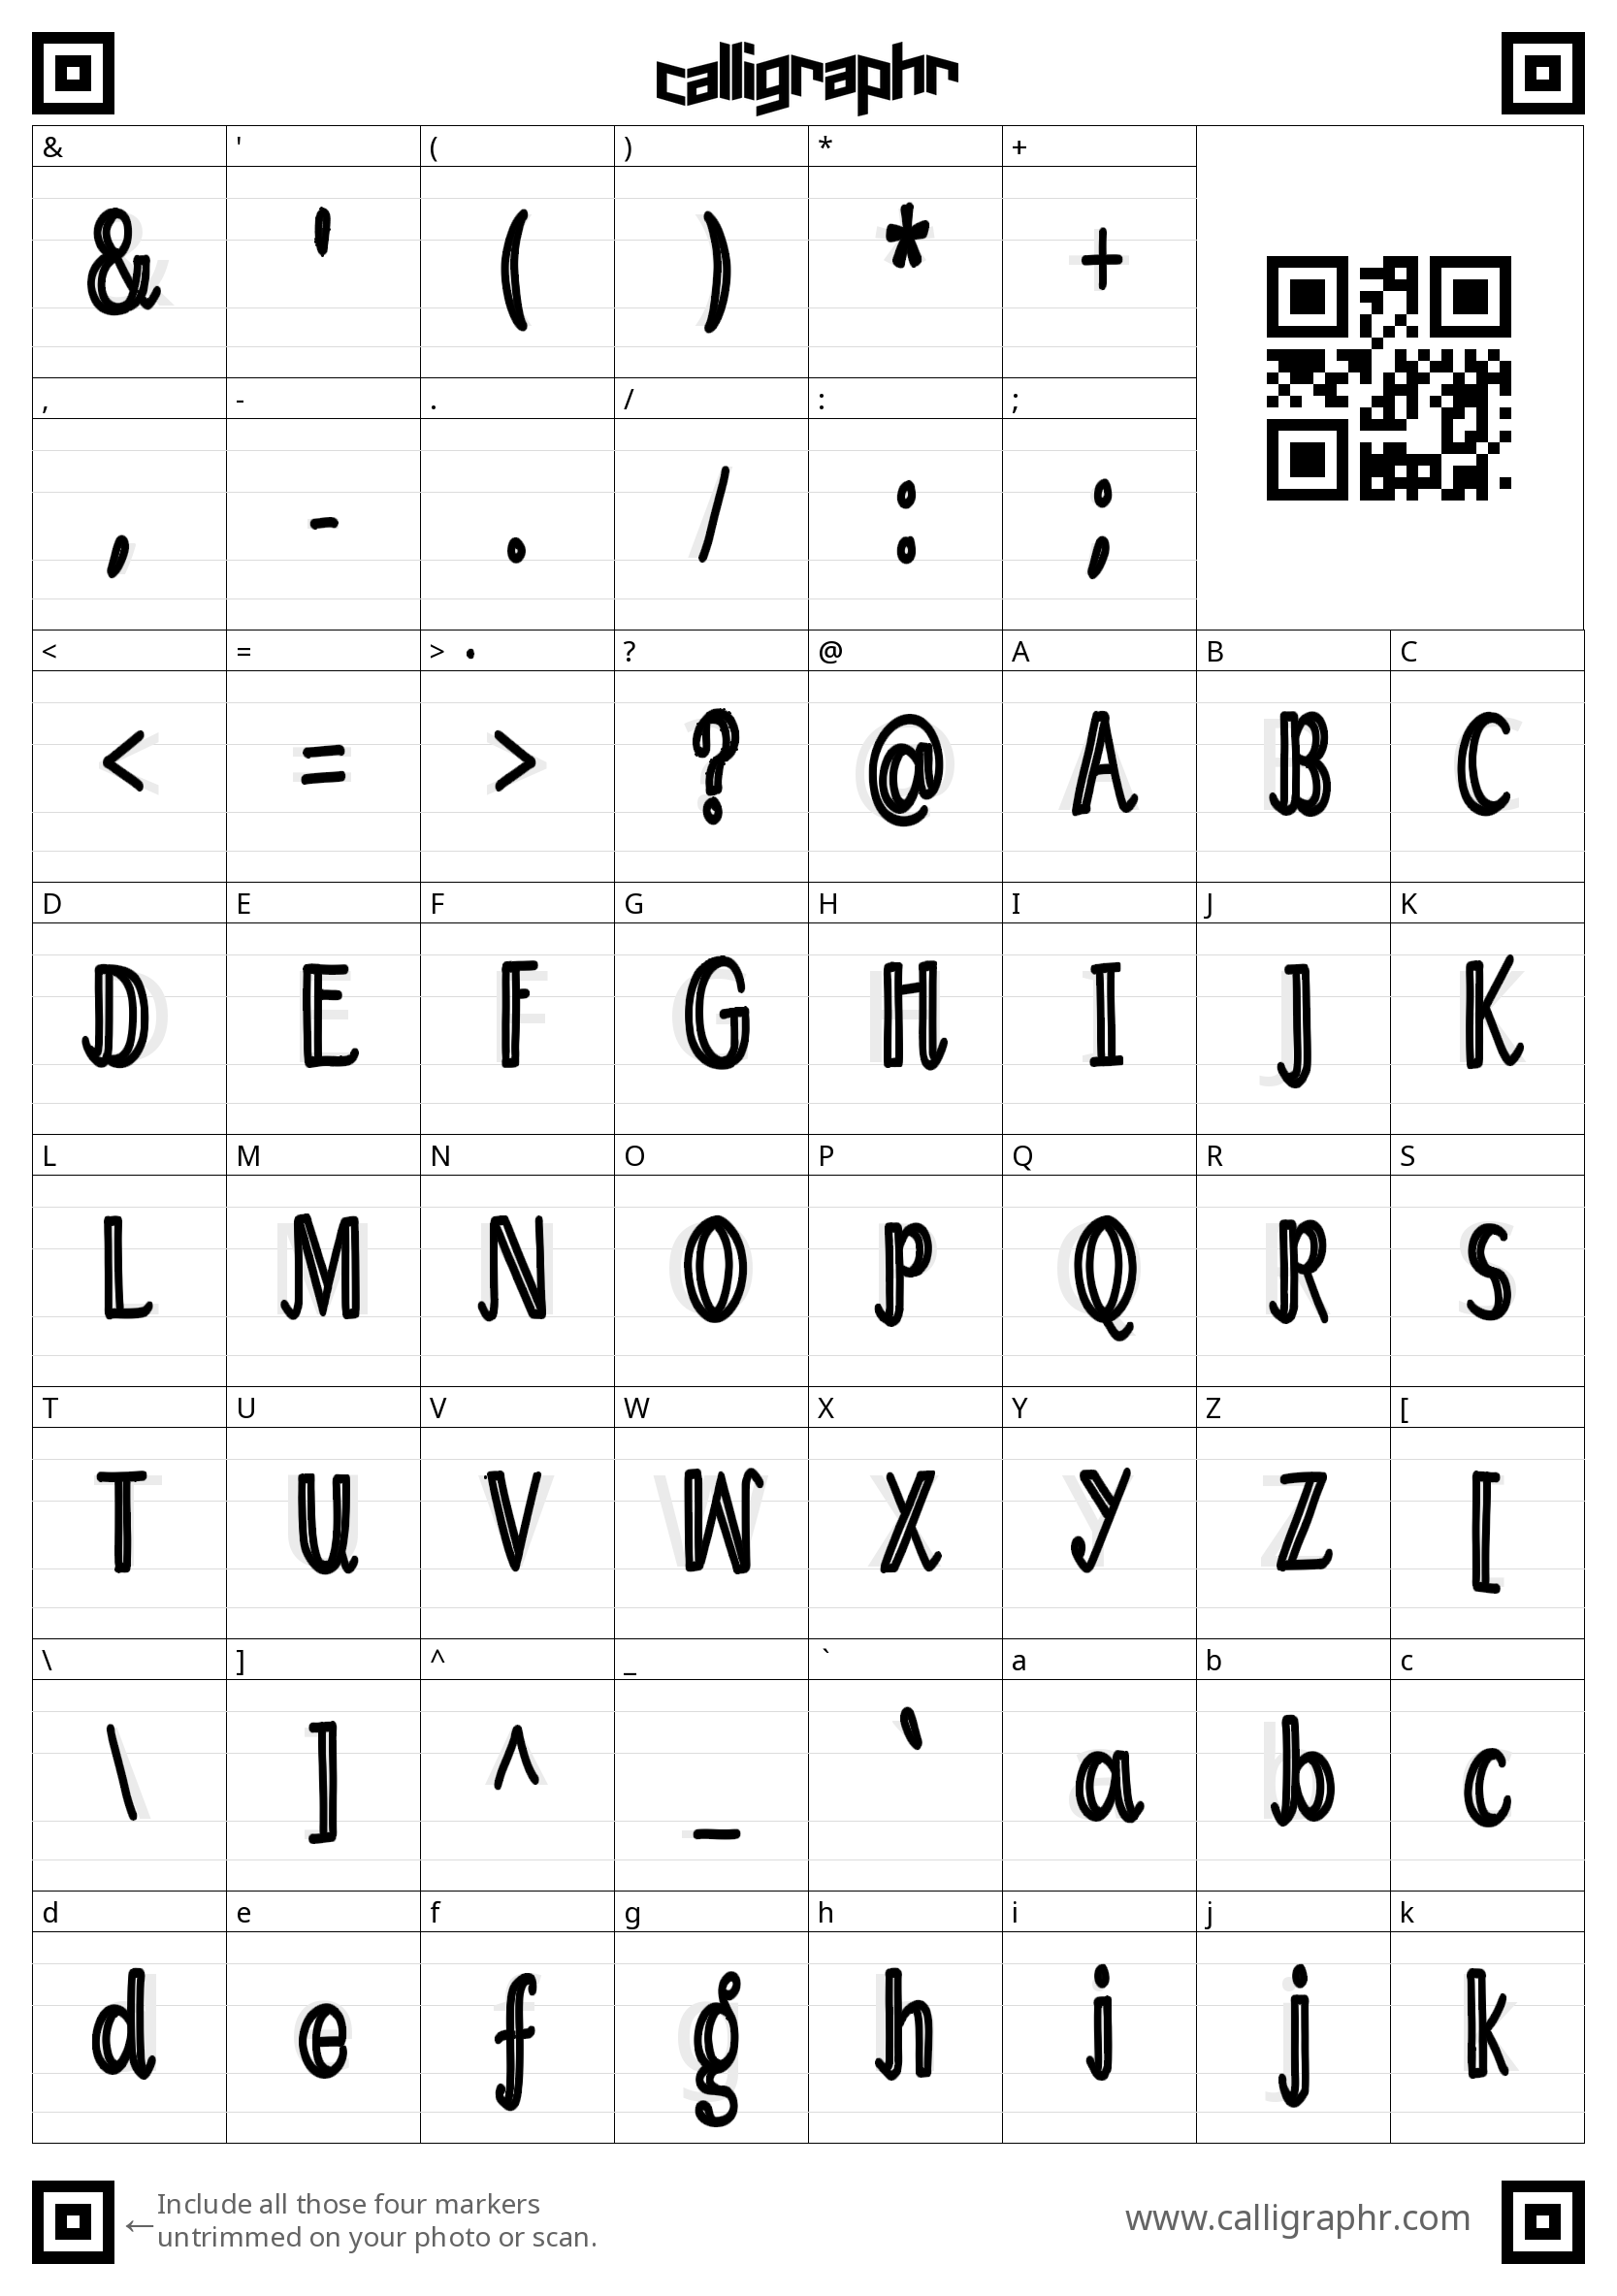 calligraphr
& ' ( ) * +
& ' ( ) * +
, - . / : ;
, - . / : ;
< = > ? @ A B C
< = > ? @ A B C
D E F G H I J K
D E F G H I J K
L M N O P Q R S
L M N O P Q R S
T U V W X Y Z [
T U V W X Y Z [
\ ] ^ _ ` a b c
\ ] ^ _ ` a b c
d e f g h i j k
d e f g h i j k
←Include all those four markers
untrimmed on your photo or scan.
www.calligraphr.com